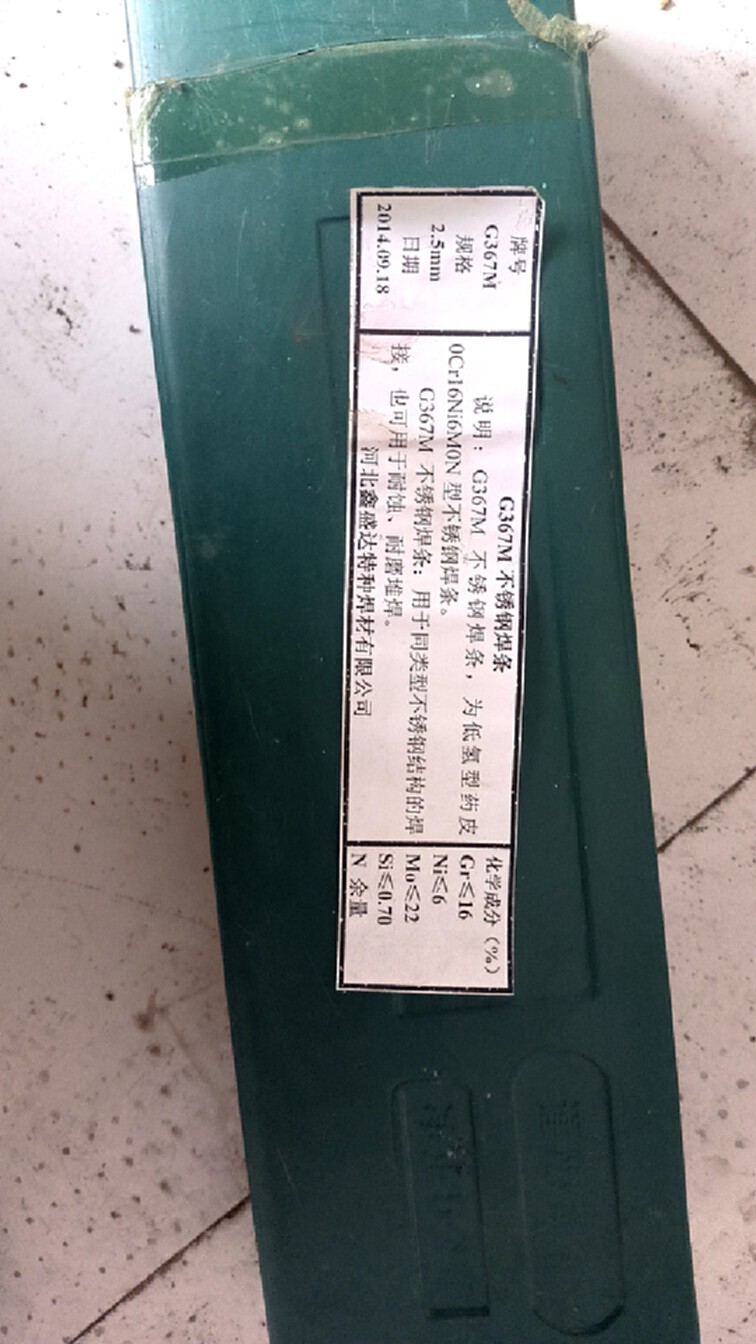 牌号
G367M
规格
2.5mm
日期
2014.09.18
G367M 不锈钢焊条
说明：G367M 不锈钢焊条，为低氢型药皮
0Cr16Ni6M0N 型不锈钢焊条。
G367M 不锈钢焊条：用于同类型不锈钢结构的焊
接，也可用于耐蚀、耐磨堆焊。
河北鑫盛达特种焊材有限公司
化学成分（%）
Gr≤16
Ni≤6
Mo≤22
Si≤0.70
N 余量